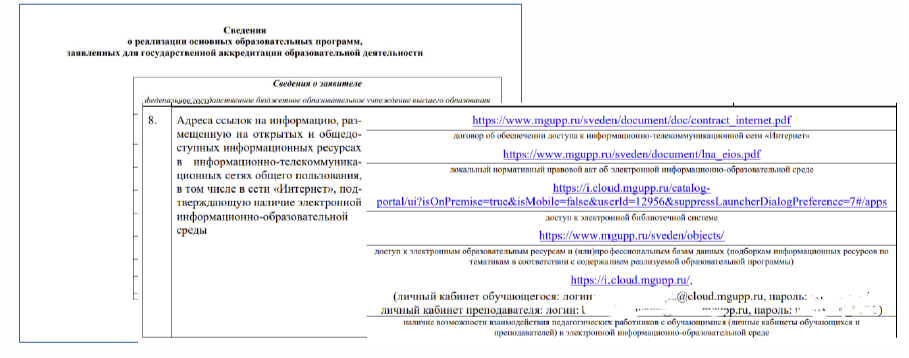 Сведения
о реализации основных образовательных программ,
заявленных для государственной аккредитации образовательной деятельности
Сведения о заявителе
федеральное государственное бюджетное образовательное учреждение высшего образования
8.
Адреса ссылок на информацию, раз-
мещенную на открытых и общедо-
ступных информационных ресурсах
в информационно-телекоммуника-
ционных сетях общего пользования,
в том числе в сети «Интернет», под-
тверждающую наличие электронной
информационно-образовательной
среды
https://www.mgupp.ru/sveden/document/doc/contract_internet.pdf
договор об обеспечении доступа к информационно-телекоммуникационной сети «Интернет»
https://www.mgupp.ru/sveden/document/lna_eios.pdf
локальный нормативный правовой акт об электронной информационно-образовательной среде
https://i.cloud.mgupp.ru/catalog-
portal/ui?isOnPremise=true&isMobile=false&userId=12956&suppressLauncherDialogPreference=7#/apps
доступ к электронной библиотечной системе
https://www.mgupp.ru/sveden/objects/
доступ к электронным образовательным ресурсам и (или)профессиональным базам данных (подборкам информационных ресурсов по
тематикам в соответствии с содержанием реализуемой образовательной программы)
https://i.cloud.mgupp.ru/,
(личный кабинет обучающегося: логин @cloud.mgupp.ru, пароль:
личный кабинет преподавателя: логин: pp.ru, пароль:
наличие возможности взаимодействия педагогических работников с обучающимися (личные кабинеты обучающихся и
преподавателей) в электронной информационно-образовательной среде